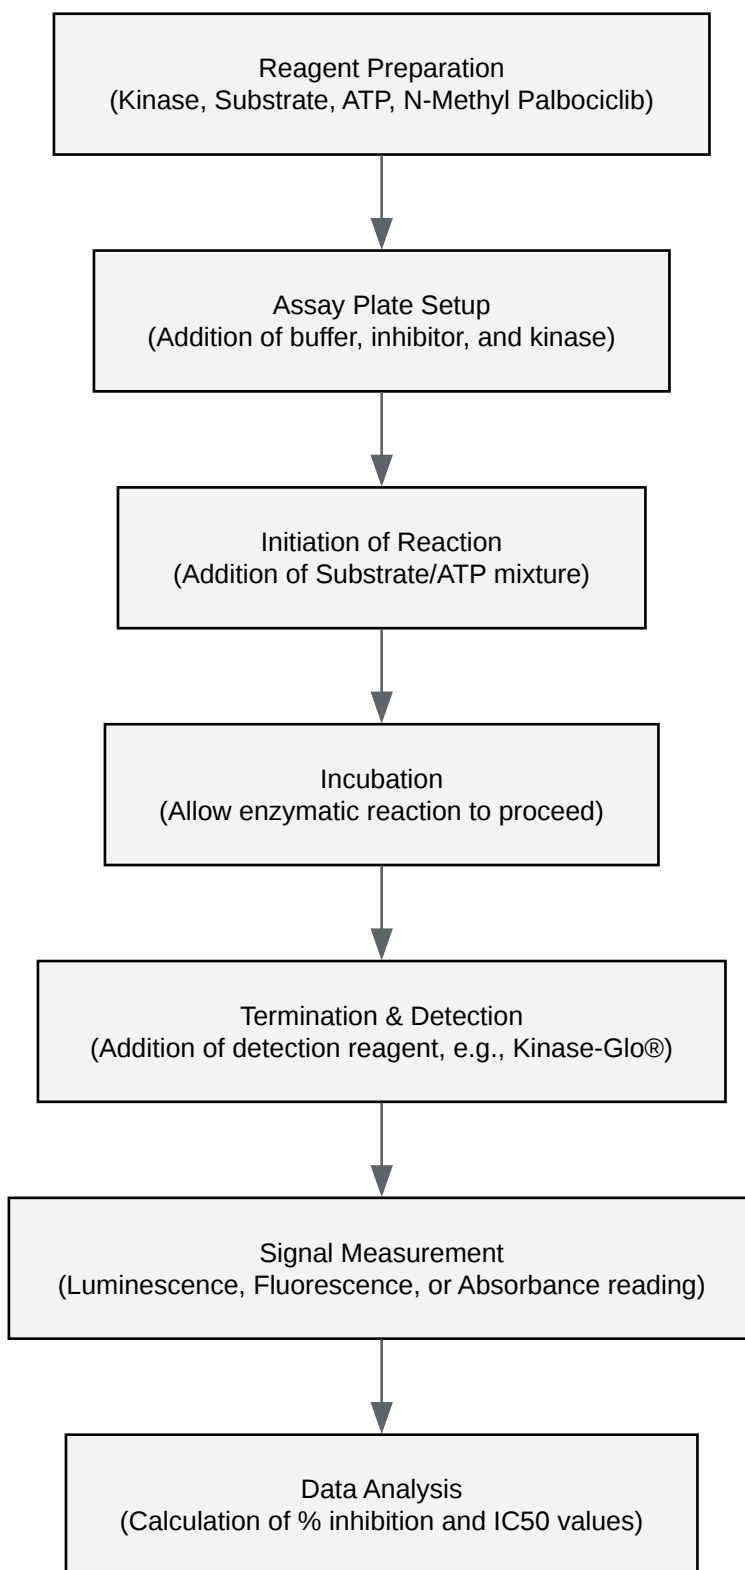 Reagent Preparation
(Kinase, Substrate, ATP, N-Methyl Palbociclib)
Assay Plate Setup
(Addition of buffer, inhibitor, and kinase)
Initiation of Reaction
(Addition of Substrate/ATP mixture)
Incubation
(Allow enzymatic reaction to proceed)
Termination & Detection
(Addition of detection reagent, e.g., Kinase-Glo®)
Signal Measurement
(Luminescence, Fluorescence, or Absorbance reading)
Data Analysis
(Calculation of % inhibition and IC50 values)